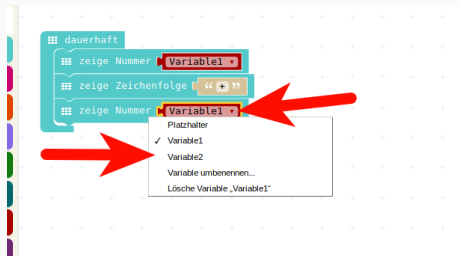 dauerhaft
zeige Nummer Variable1 ▾
zeige Zeichenfolge “ + ”
zeige Nummer Variable1 ▾
Platzhalter
✓ Variable1
Variable2
Variable umbenennen...
Lösche Variable „Variable1“